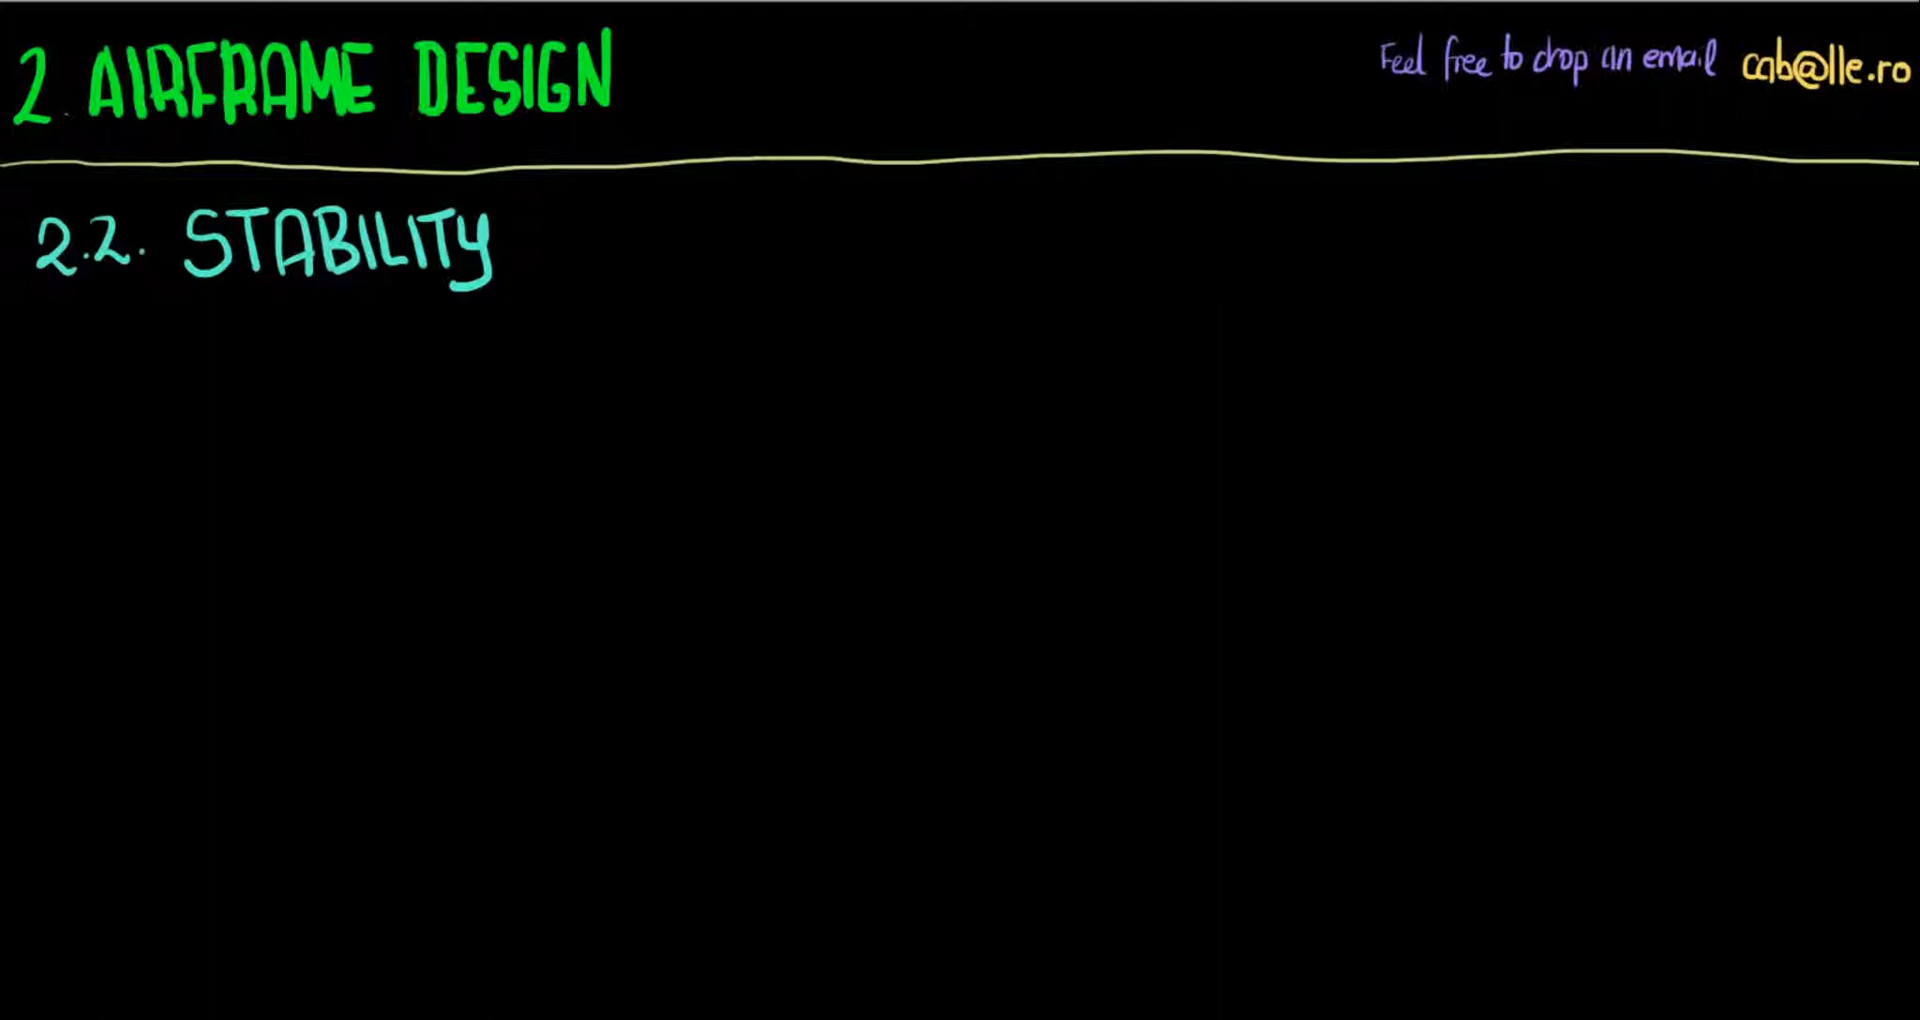 2. AIRFRAME DESIGN
Feel free to drop an email cab@lle.ro
2.2. STABILITY